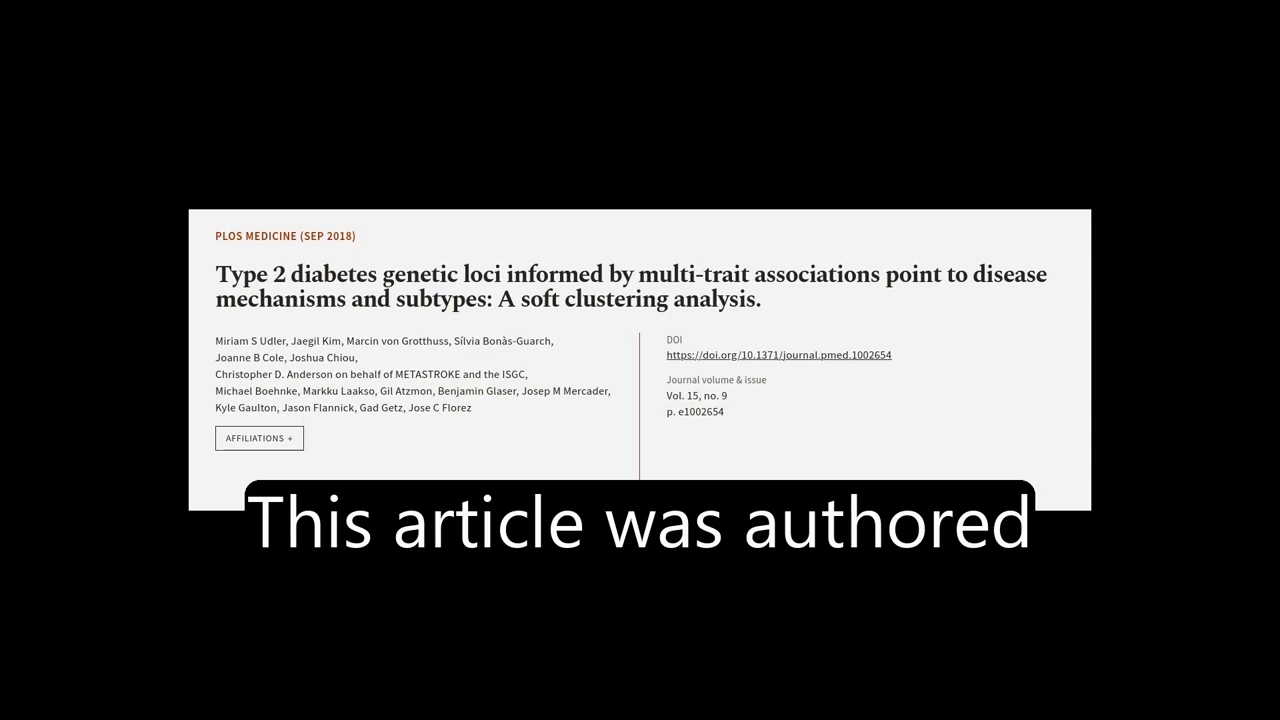 PLOS MEDICINE (SEP 2018)
Type 2 diabetes genetic loci informed by multi-trait associations point to disease
mechanisms and subtypes: A soft clustering analysis.
Miriam S Udler, Jaegil Kim, Marcin von Grotthuss, Sílvia Bonàs-Guarch,
Joanne B Cole, Joshua Chiou,
Christopher D. Anderson on behalf of METASTROKE and the ISGC,
Michael Boehnke, Markku Laakso, Gil Atzmon, Benjamin Glaser, Josep M Mercader,
Kyle Gaulton, Jason Flannick, Gad Getz, Jose C Florez
AFFILIATIONS +
DOI
https://doi.org/10.1371/journal.pmed.1002654
Journal volume & issue
Vol. 15, no. 9
p. e1002654
This article was authored